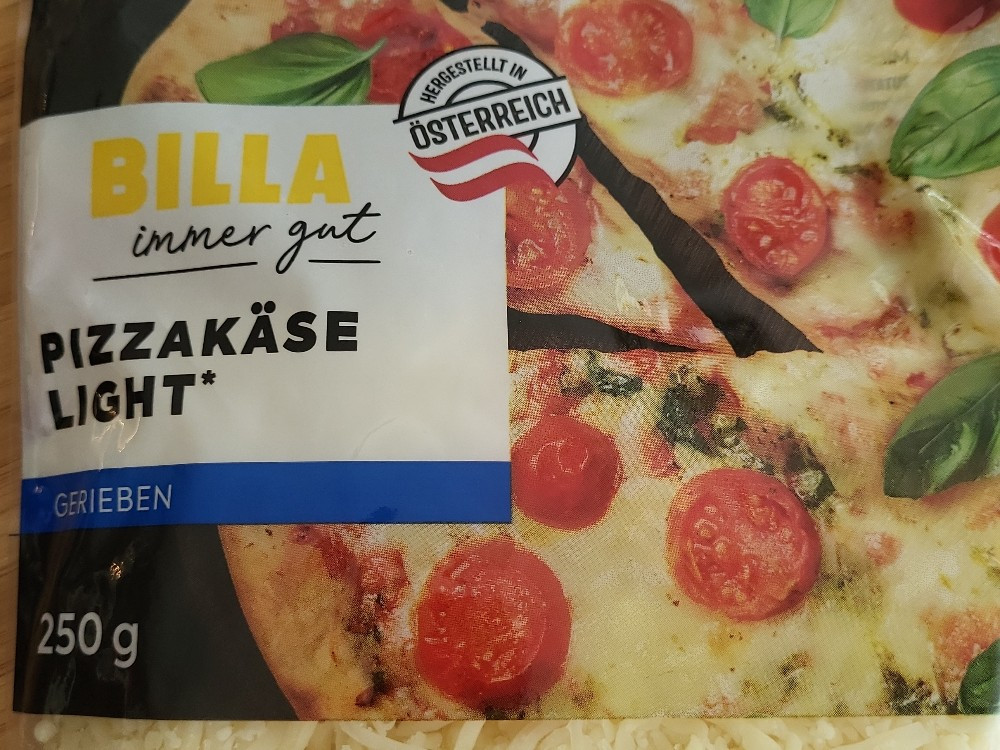 HERGESTELLT IN
ÖSTERREICH
BILLA
immer gut
PIZZAKÄSE
LIGHT*
GERIEBEN
250 g